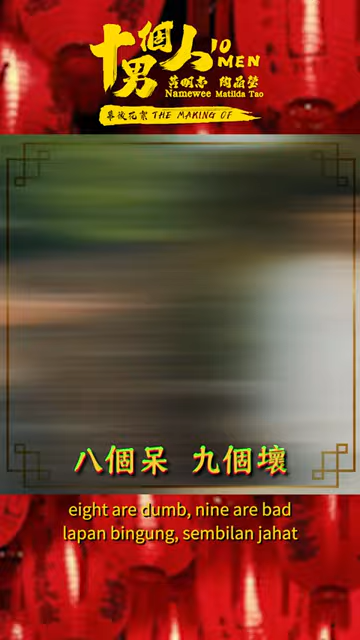 十個男人
10 MEN
黃明志 陶晶瑩
Namewee Matilda Tao
幕後花絮 THE MAKING OF
八個呆 九個壞
eight are dumb, nine are bad
lapan bingung, sembilan jahat